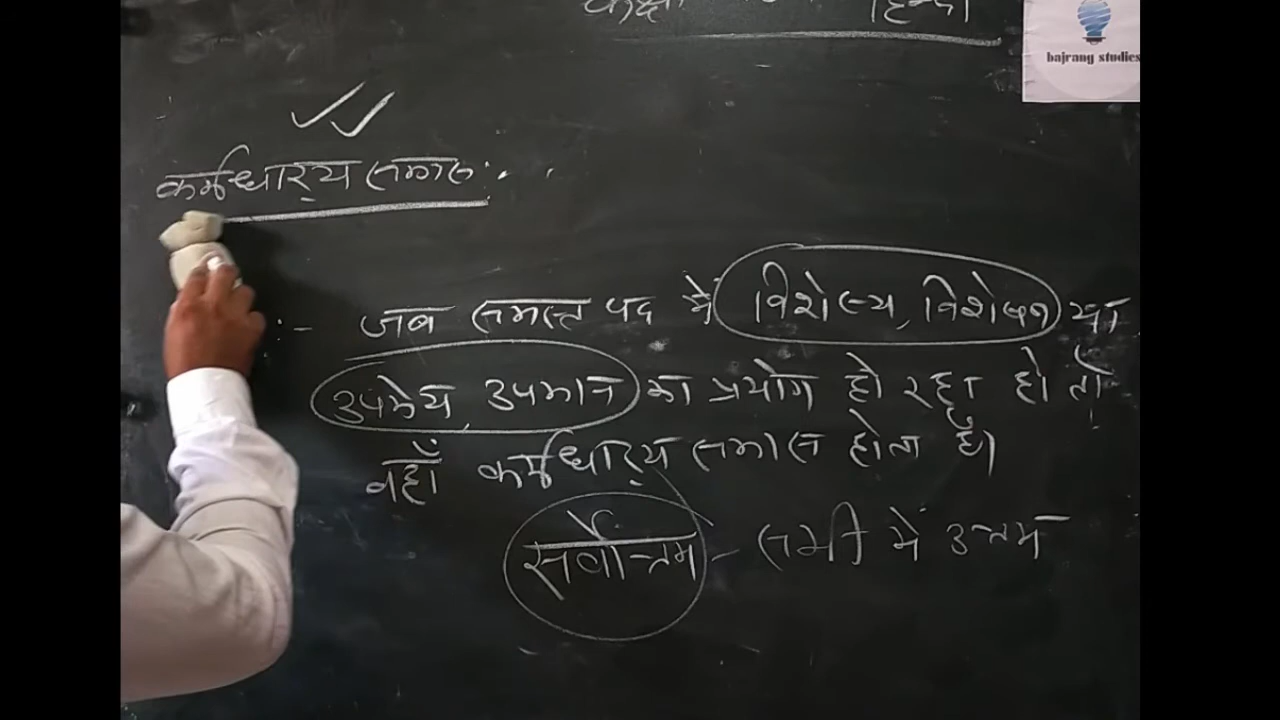 हिन्दी
bajrang studies
कर्मधारय समास
जब समस्त पद में विशेष्य, विशेषण या
उपमेय, उपमान का प्रयोग हो रहा हो तो
वहाँ कर्मधारय समास होता है।
सर्वोत्तम - सभी में उत्तम